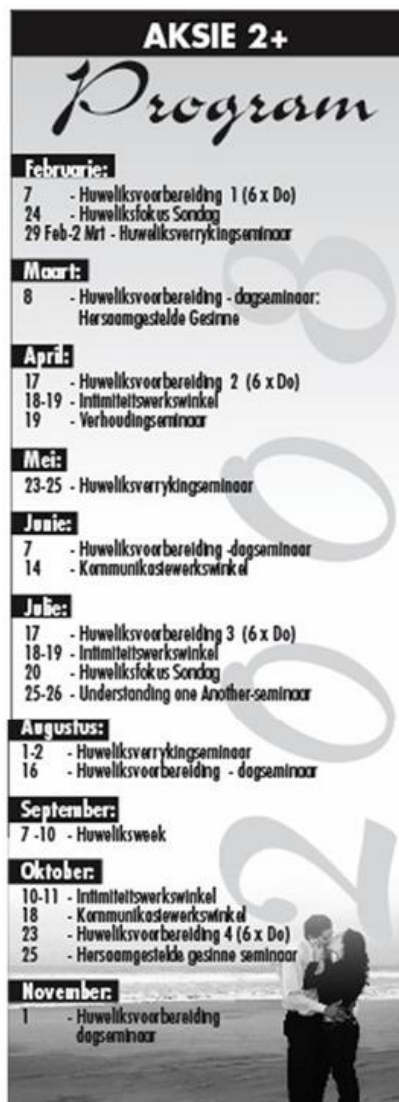 AKSIE 2+
Program
Februarie:
7 - Huweliksvoorbereiding 1 (6 x Do)
24 - Huweliksfokus Sondag
29 Feb-2 Mrt - Huweliksverrykingseminaar
Maart:
8 - Huweliksvoorbereiding - dagseminaar:
Hersaamgestelde Gesinne
April:
17 - Huweliksvoorbereiding 2 (6 x Do)
18-19 - Intimiteitswerkswinkel
19 - Verhoudingseminaar
Mei:
23-25 - Huweliksverrykingseminaar
Junie:
7 - Huweliksvoorbereiding -dagseminaar
14 - Kommunikasiewerkswinkel
Julie:
17 - Huweliksvoorbereiding 3 (6 x Do)
18-19 - Intimiteitswerkswinkel
20 - Huweliksfokus Sondag
25-26 - Understanding one Another-seminaar
Augustus:
1-2 - Huweliksverrykingseminaar
16 - Huweliksvoorbereiding - dagseminaar
September:
7 -10 - Huweliksweek
Oktober:
10-11 - Intimiteitswerkswinkel
18 - Kommunikasiewerkswinkel
23 - Huweliksvoorbereiding 4 (6 x Do)
25 - Hersaamgestelde gesinne seminaar
November:
1 - Huweliksvoorbereiding
dagseminaar
2008